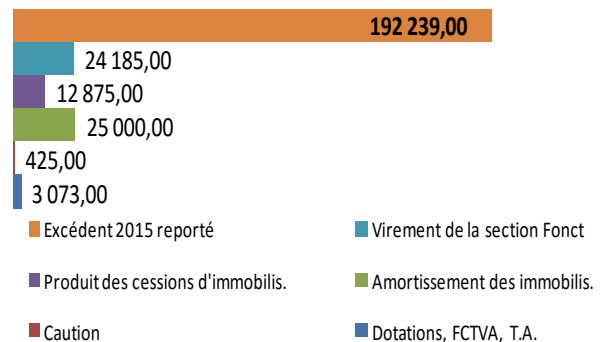 192 239,00
24 185,00
12 875,00
25 000,00
425,00
3 073,00
Excédent 2015 reporté
Virement de la section Fonct
Produit des cessions d'immobilis.
Amortissement des immobilis.
Caution
Dotations, FCTVA, T.A.